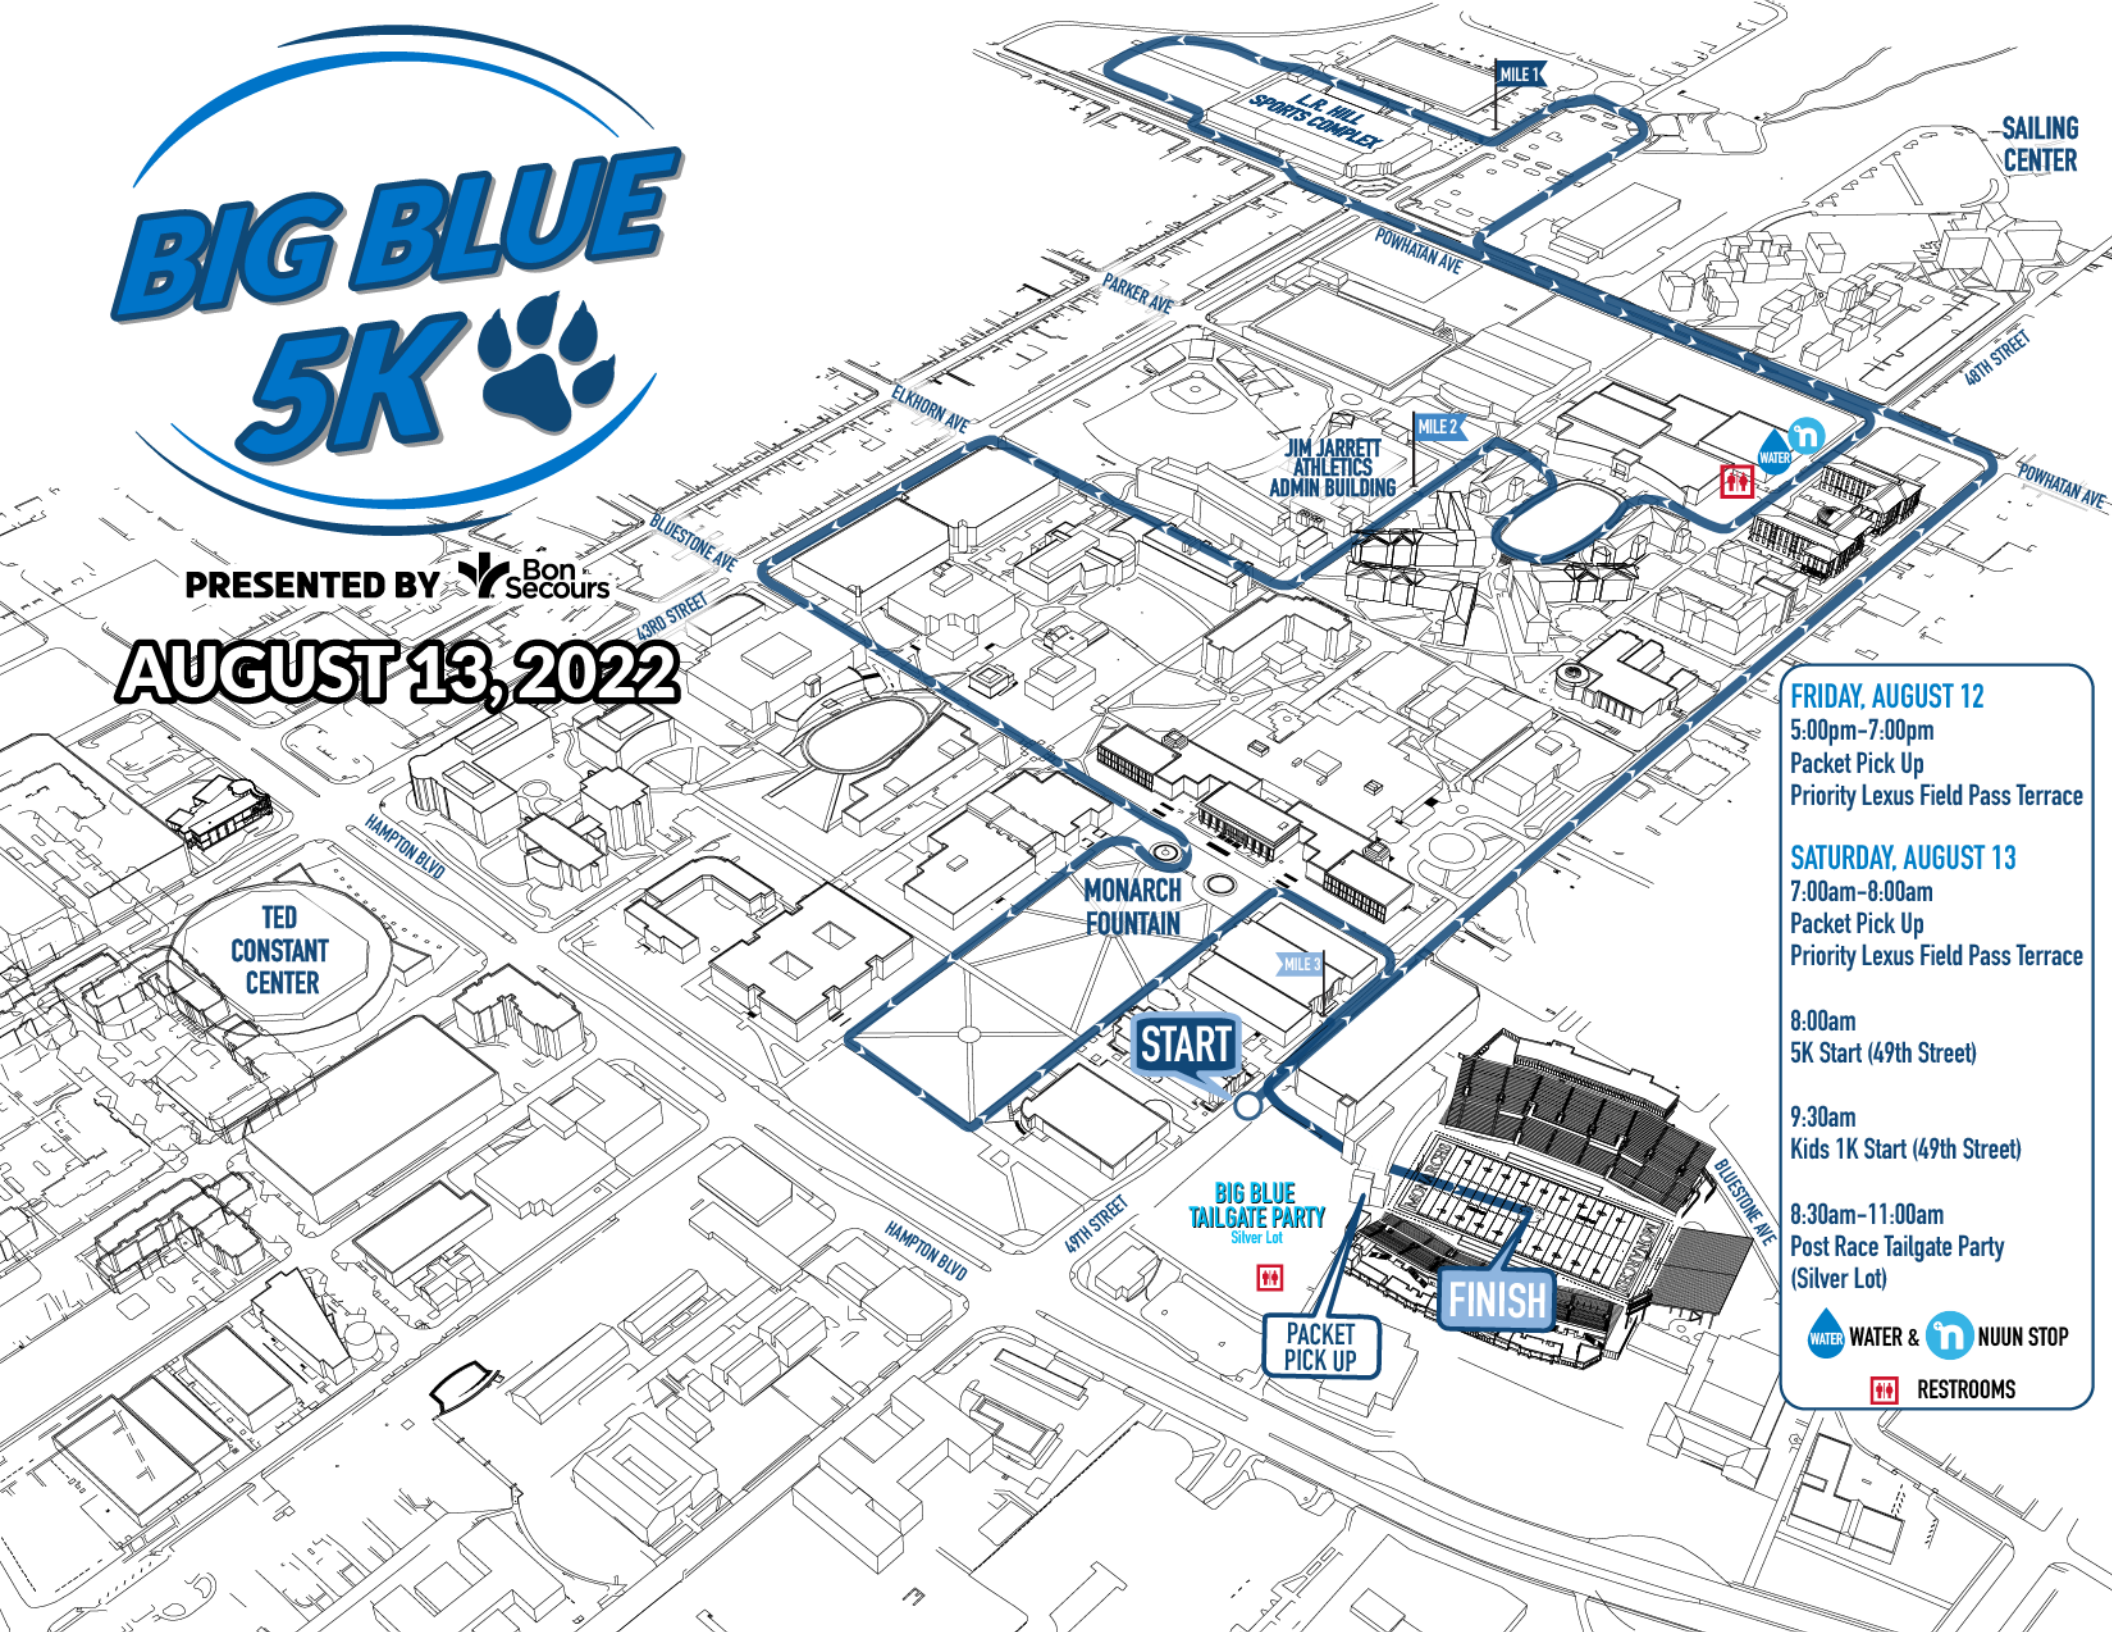 BIG BLUE
5K
PRESENTED BY Bon Secours
AUGUST 13, 2022
MILE 1
L.R. HILL
SPORTS COMPLEX
SAILING
CENTER
POWHATAN AVE
PARKER AVE
48TH STREET
ELKHORN AVE
MILE 2
JIM JARRETT
ATHLETICS
ADMIN BUILDING
WATER
n
POWHATAN AVE
BLUESTONE AVE
43RD STREET
HAMPTON BLVD
TED
CONSTANT
CENTER
MONARCH
FOUNTAIN
MILE 3
START
BIG BLUE
TAILGATE PARTY
Silver Lot
49TH STREET
HAMPTON BLVD
BLUESTONE AVE
MONARCHS
MONARCHS
FINISH
PACKET
PICK UP
FRIDAY, AUGUST 12
5:00pm-7:00pm
Packet Pick Up
Priority Lexus Field Pass Terrace
SATURDAY, AUGUST 13
7:00am-8:00am
Packet Pick Up
Priority Lexus Field Pass Terrace
8:00am
5K Start (49th Street)
9:30am
Kids 1K Start (49th Street)
8:30am-11:00am
Post Race Tailgate Party
(Silver Lot)
WATER WATER & n NUUN STOP
RESTROOMS